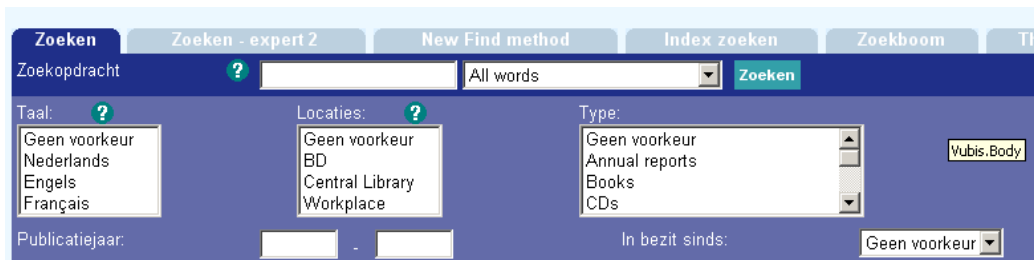 Zoeken Zoeken - expert 2 New Find method Index zoeken Zoekboom
Zoekopdracht ? All words Zoeken
Taal: ? Locaties: ? Type:
Geen voorkeur Geen voorkeur Geen voorkeur
Nederlands BD Annual reports Vubis.Body
Engels Central Library Books
Français Workplace CDs
Publicatiejaar: - In bezit sinds: Geen voorkeur